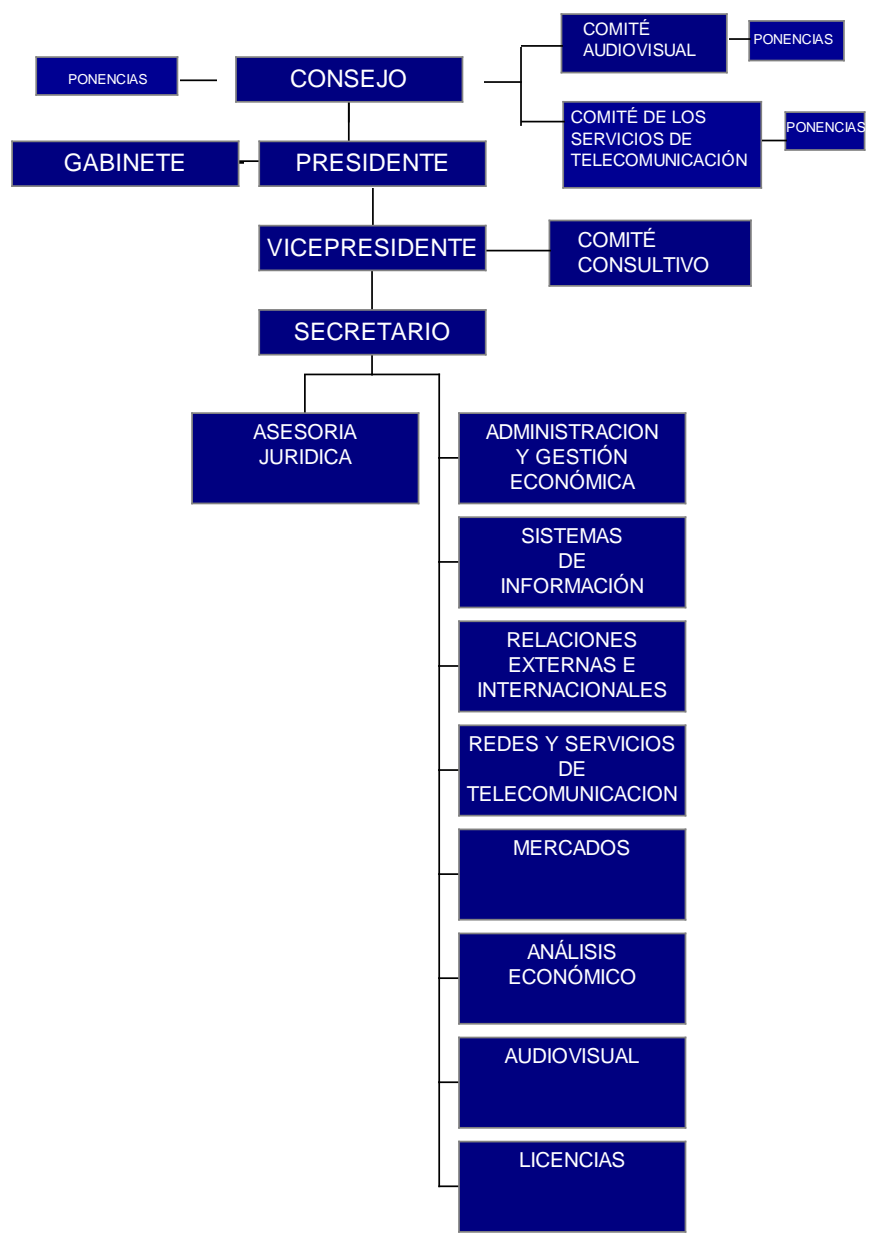 COMITÉ
AUDIOVISUAL
PONENCIAS
PONENCIAS
CONSEJO
COMITÉ DE LOS
SERVICIOS DE
TELECOMUNICACIÓN
PONENCIAS
GABINETE
PRESIDENTE
VICEPRESIDENTE
COMITÉ
CONSULTIVO
SECRETARIO
ASESORIA
JURIDICA
ADMINISTRACION
Y GESTIÓN
ECONÓMICA
SISTEMAS
DE
INFORMACIÓN
RELACIONES
EXTERNAS E
INTERNACIONALES
REDES Y SERVICIOS
DE
TELECOMUNICACION
MERCADOS
ANÁLISIS
ECONÓMICO
AUDIOVISUAL
LICENCIAS